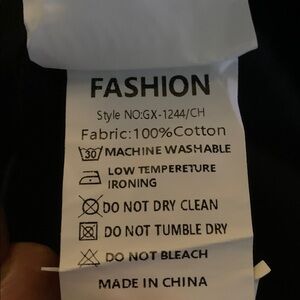 FASHION
Style NO:GX-1244/CH
Fabric:100%Cotton
30 MACHINE WASHABLE
LOW TEMPERETURE
IRONING
DO NOT DRY CLEAN
DO NOT TUMBLE DRY
DO NOT BLEACH
MADE IN CHINA